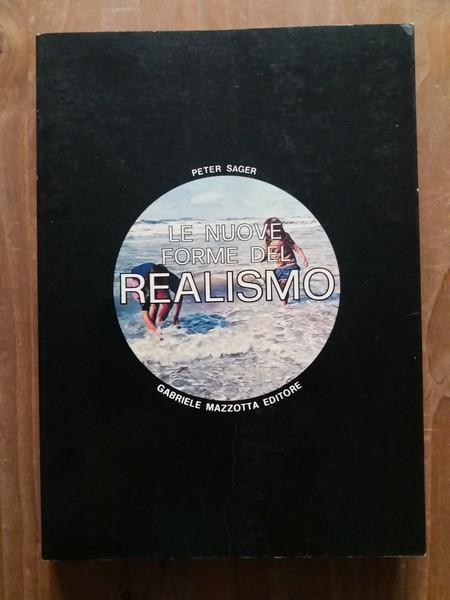 PETER SAGER
LE NUOVE
FORME DEL
REALISMO
GABRIELE MAZZOTTA EDITORE